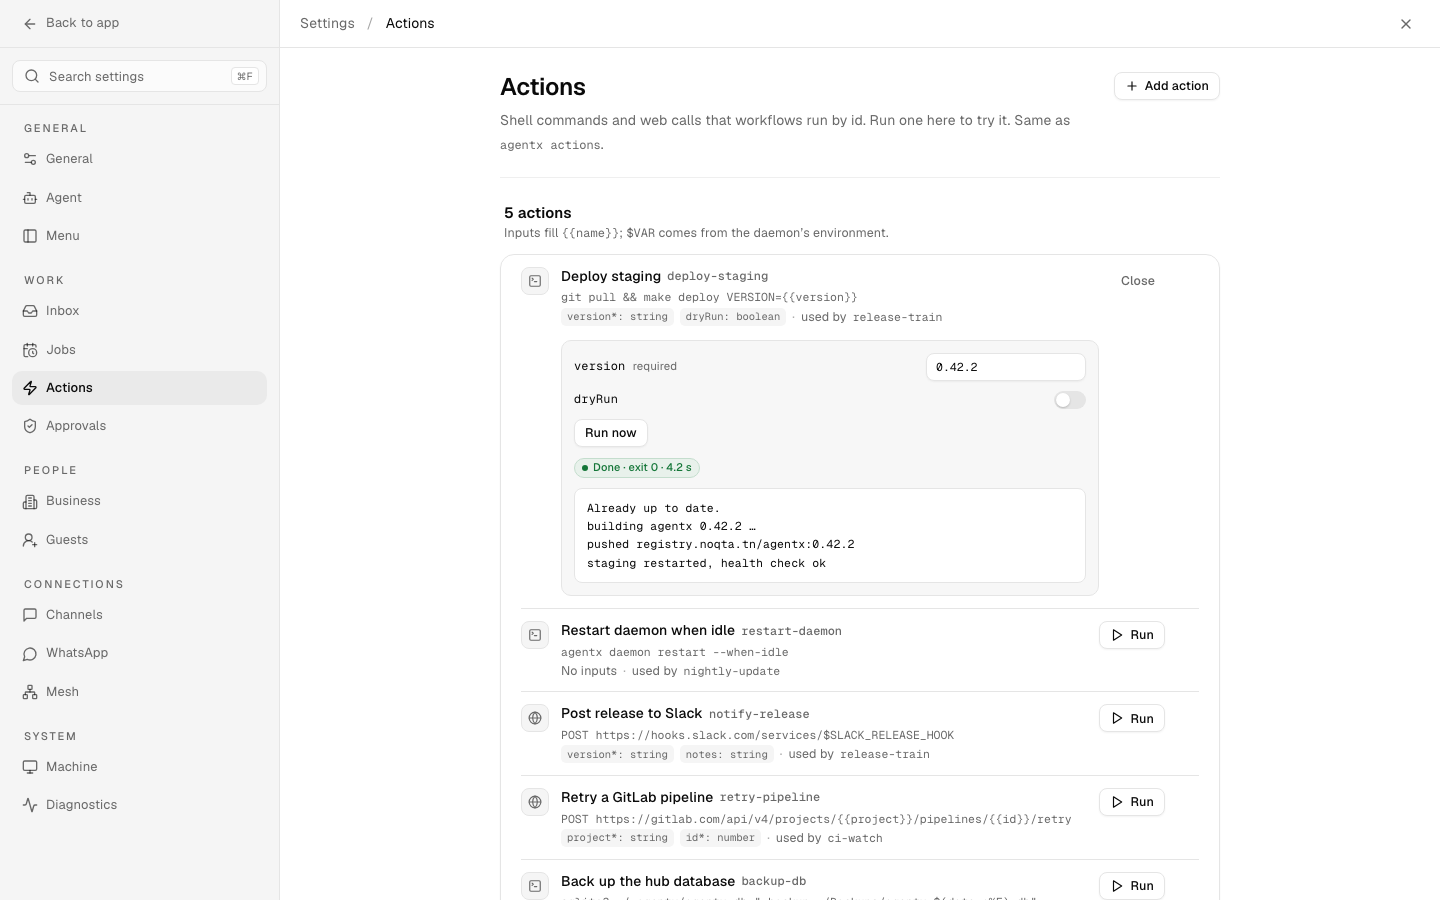 Back to app
Search settings
⌘F
GENERAL
General
Agent
Menu
WORK
Inbox
Jobs
Actions
Approvals
PEOPLE
Business
Guests
CONNECTIONS
Channels
WhatsApp
Mesh
SYSTEM
Machine
Diagnostics
Settings / Actions
Actions
Add action
Shell commands and web calls that workflows run by id. Run one here to try it. Same as
agentx actions.
5 actions
Inputs fill {{name}}; $VAR comes from the daemon's environment.
Deploy staging deploy-staging
Close
git pull && make deploy VERSION={{version}}
version*: string dryRun: boolean · used by release-train
version required
0.42.2
dryRun
Run now
Done · exit 0 · 4.2 s
Already up to date.
building agentx 0.42.2 …
pushed registry.noqta.tn/agentx:0.42.2
staging restarted, health check ok
Restart daemon when idle restart-daemon
Run
agentx daemon restart --when-idle
No inputs · used by nightly-update
Post release to Slack notify-release
Run
POST https://hooks.slack.com/services/$SLACK_RELEASE_HOOK
version*: string notes: string · used by release-train
Retry a GitLab pipeline retry-pipeline
Run
POST https://gitlab.com/api/v4/projects/{{project}}/pipelines/{{id}}/retry
project*: string id*: number · used by ci-watch
Back up the hub database backup-db
Run